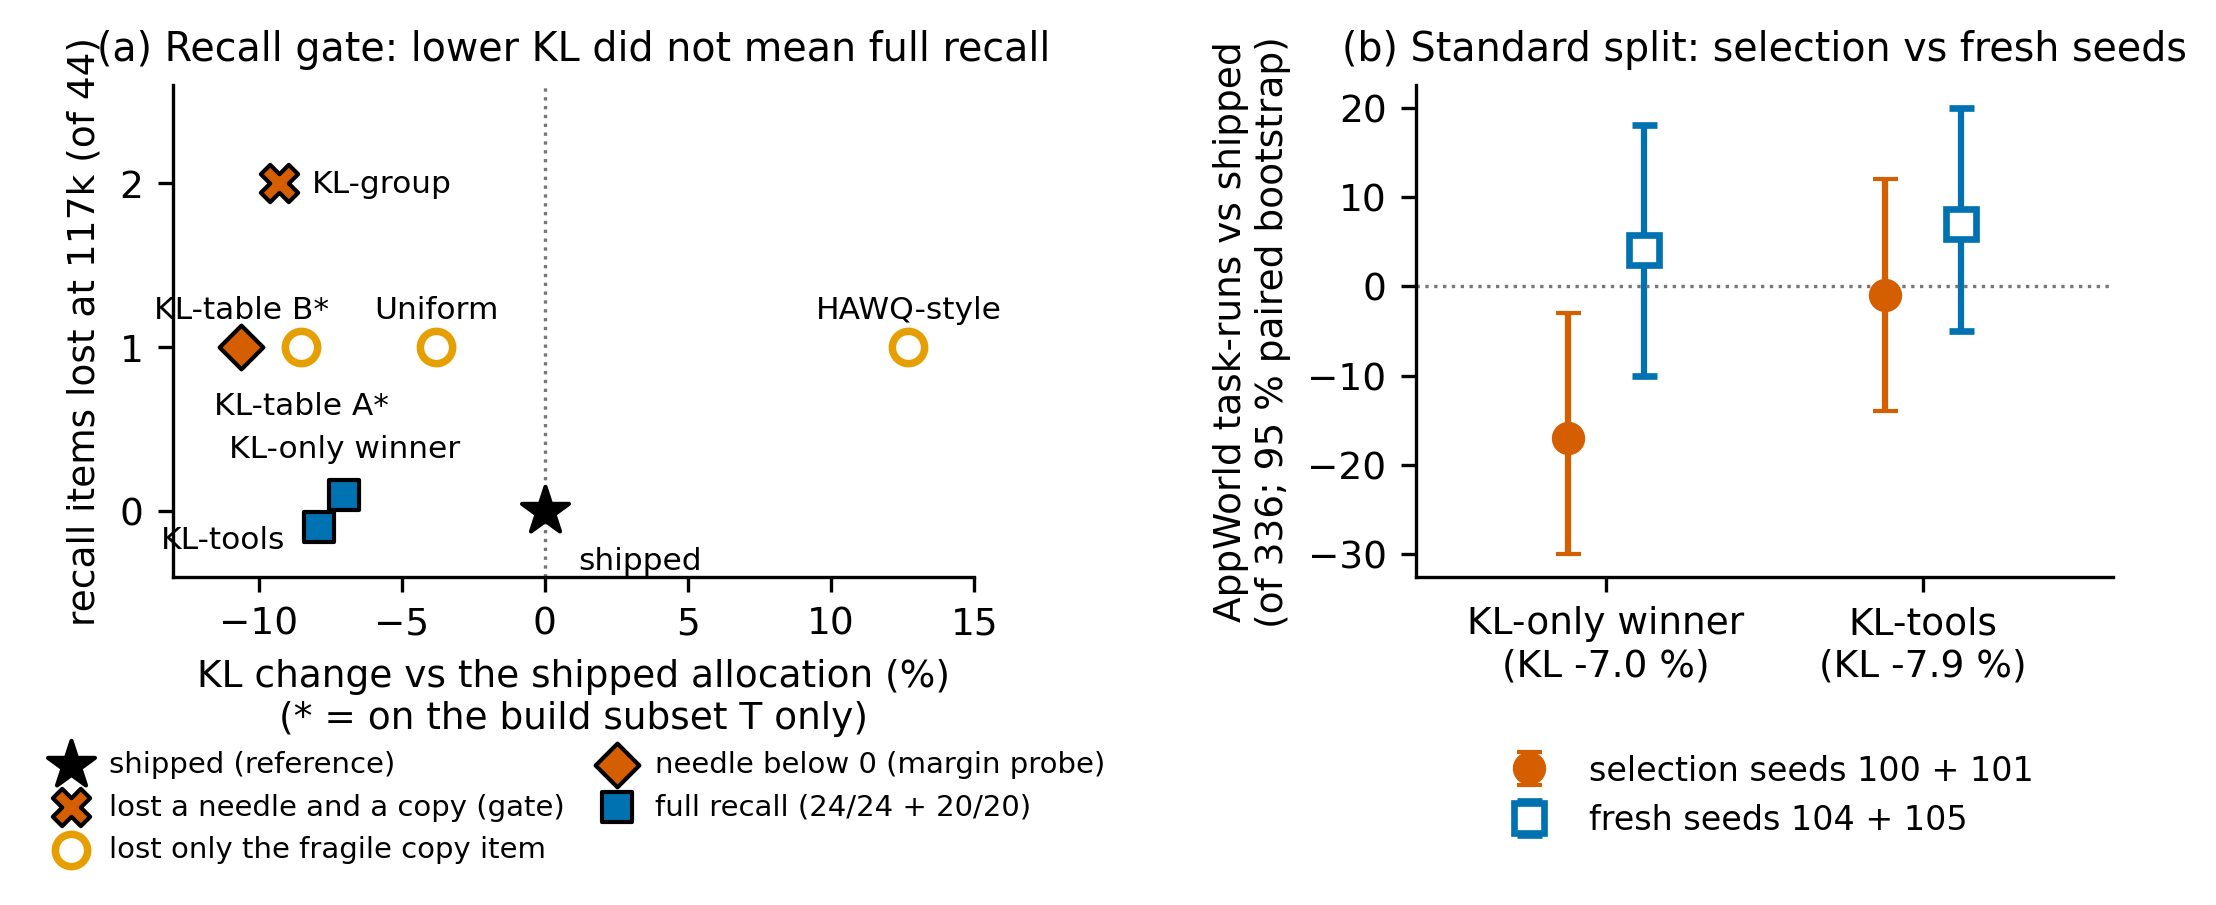 (a) Recall gate: lower KL did not mean full recall
recall items lost at 117k (of 44)
2
1
0
KL-group
KL-table B*
Uniform
HAWQ-style
KL-table A*
KL-only winner
KL-tools
shipped
−10
−5
0
5
10
15
KL change vs the shipped allocation (%)
(* = on the build subset T only)
shipped (reference)
lost a needle and a copy (gate)
lost only the fragile copy item
needle below 0 (margin probe)
full recall (24/24 + 20/20)
(b) Standard split: selection vs fresh seeds
AppWorld task-runs vs shipped
(of 336; 95 % paired bootstrap)
20
10
0
−10
−20
−30
KL-only winner
(KL -7.0 %)
KL-tools
(KL -7.9 %)
selection seeds 100 + 101
fresh seeds 104 + 105